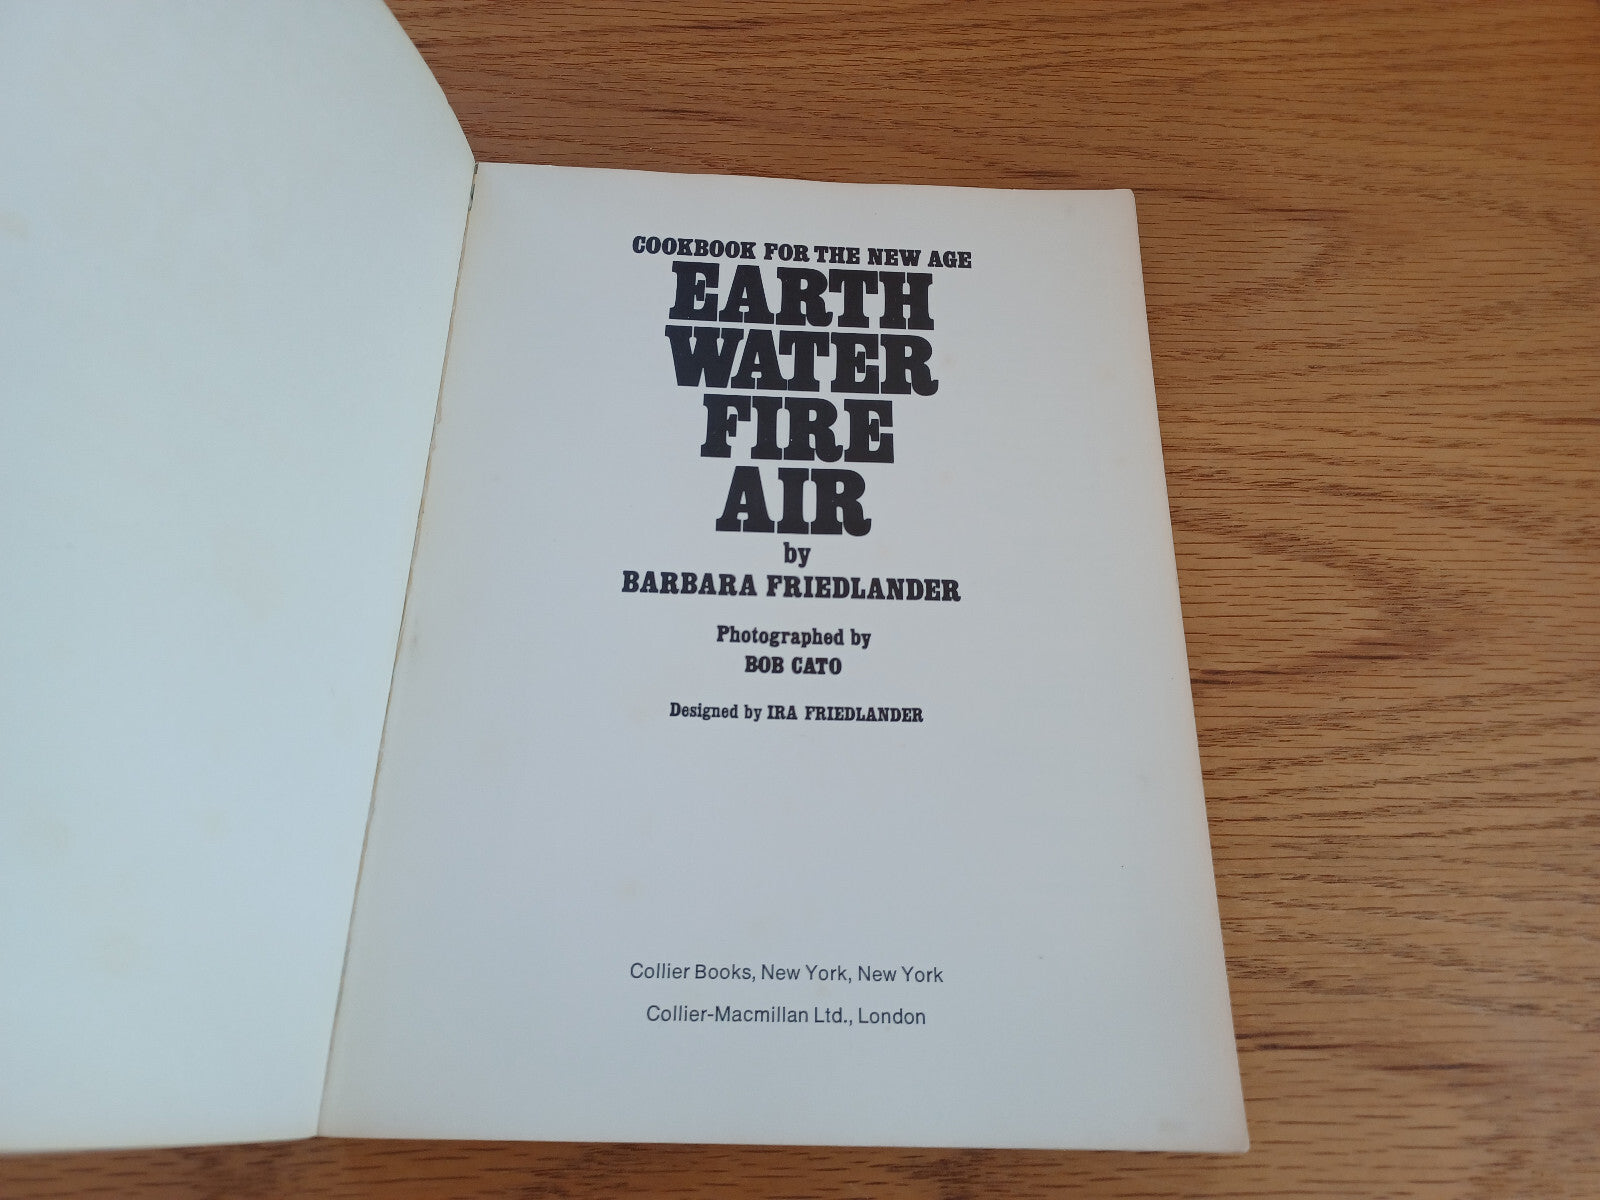 COOKBOOK FOR THE NEW AGE
EARTH
WATER
FIRE
AIR
by
BARBARA FRIEDLANDER
Photographed by
BOB CATO
Designed by IRA FRIEDLANDER
Collier Books, New York, New York
Collier-Macmillan Ltd., London